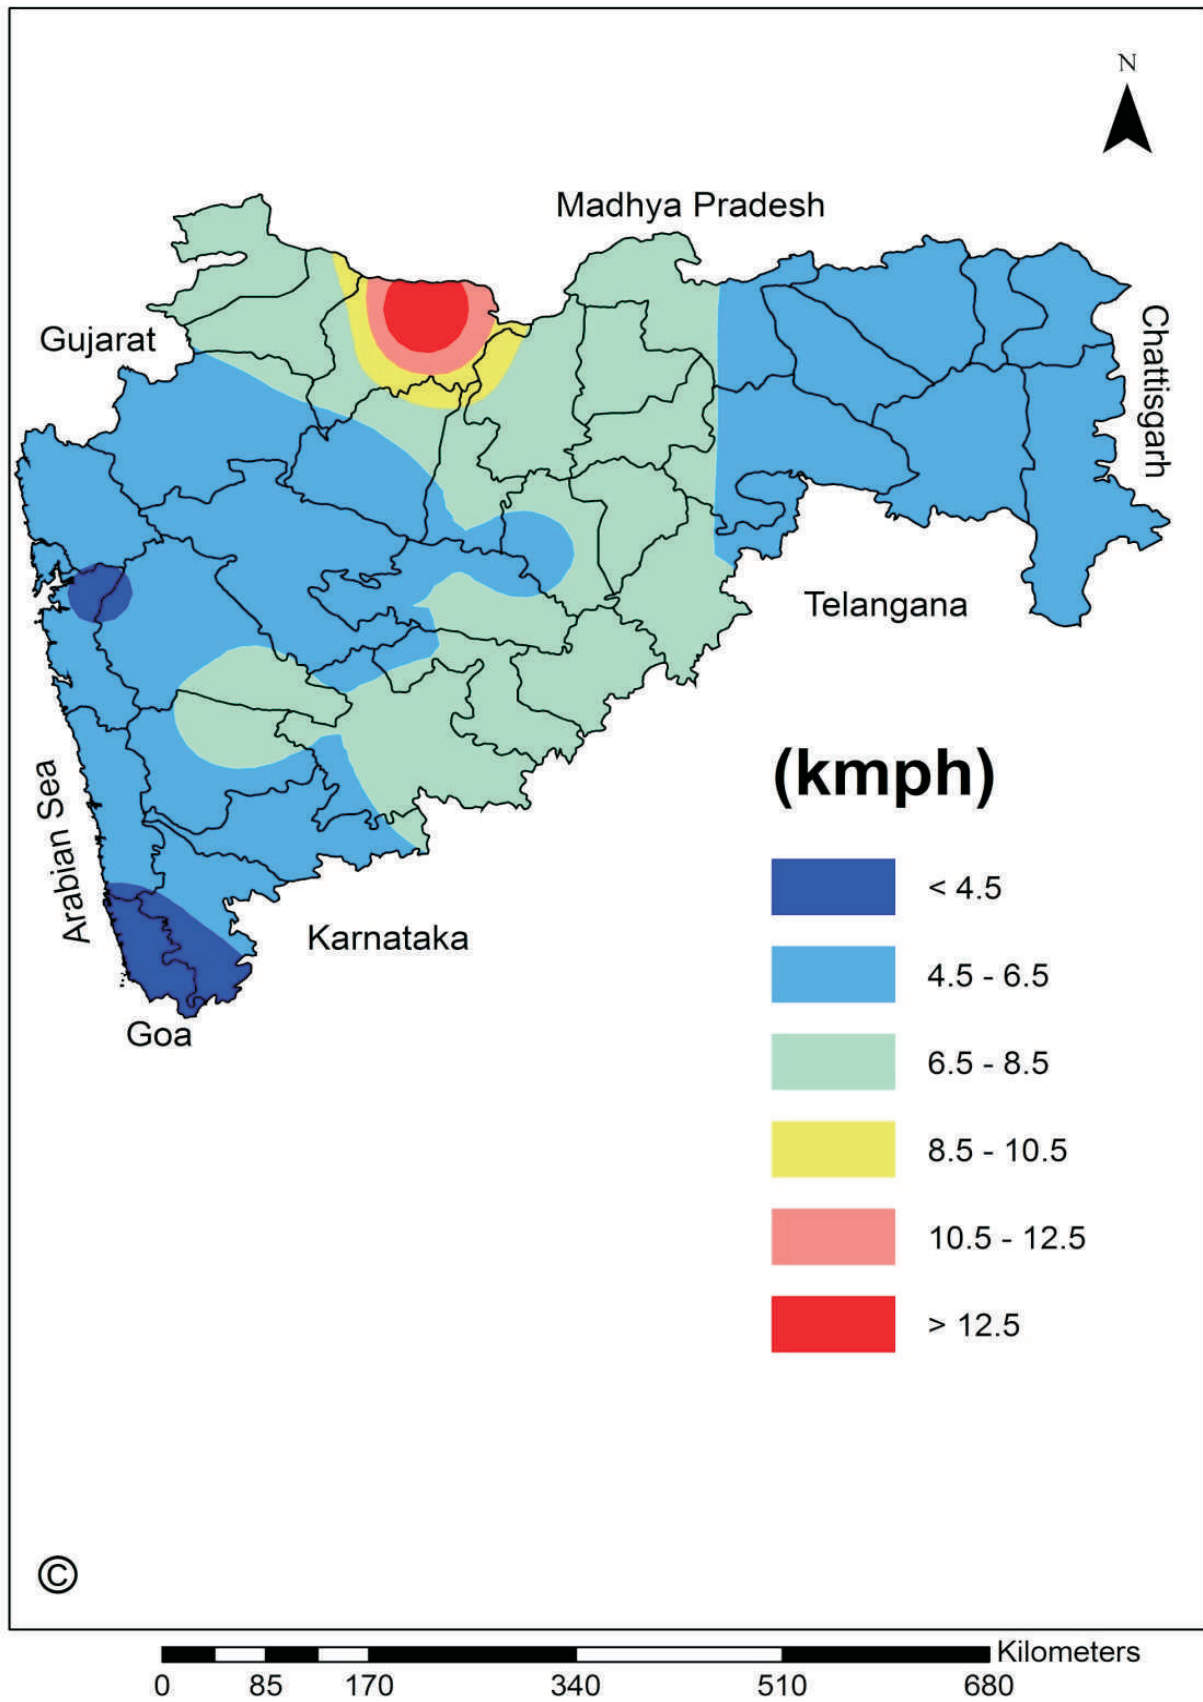 N
Madhya Pradesh
Gujarat
Chattisgarh
Telangana
(kmph)
Arabian Sea
< 4.5
Karnataka
4.5 - 6.5
Goa
6.5 - 8.5
8.5 - 10.5
10.5 - 12.5
> 12.5
©
Kilometers
0 85 170 340 510 680